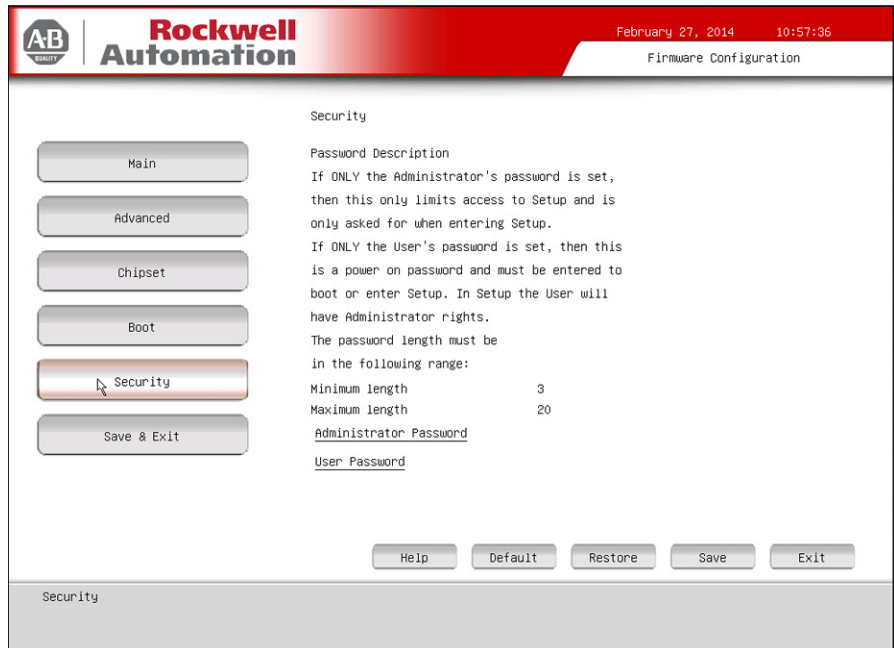 AB
QUALITY
Rockwell
Automation
February 27, 2014 10:57:36
Firmware Configuration
Main
Advanced
Chipset
Boot
Security
Save & Exit
Security
Password Description
If ONLY the Administrator's password is set,
then this only limits access to Setup and is
only asked for when entering Setup.
If ONLY the User's password is set, then this
is a power on password and must be entered to
boot or enter Setup. In Setup the User will
have Administrator rights.
The password length must be
in the following range:
Minimum length 3
Maximum length 20
Administrator Password
User Password
Help Default Restore Save Exit
Security